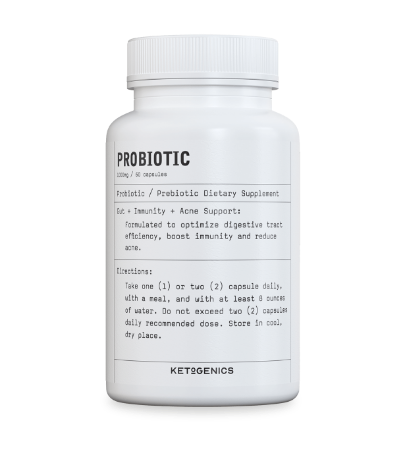 PROBIOTIC
60 capsules
Probiotic / Prebiotic Dietary Supplement
Gut + Immunity + Acne Support:
Formulated to optimize digestive tract
efficiency, boost immunity and reduce
acne.
Directions:
Take one (1) or two (2) capsule daily,
with a meal, and with at least 8 ounces
of water. Do not exceed two (2) capsules
daily recommended dose. Store in cool,
dry place.
KETOGENICS